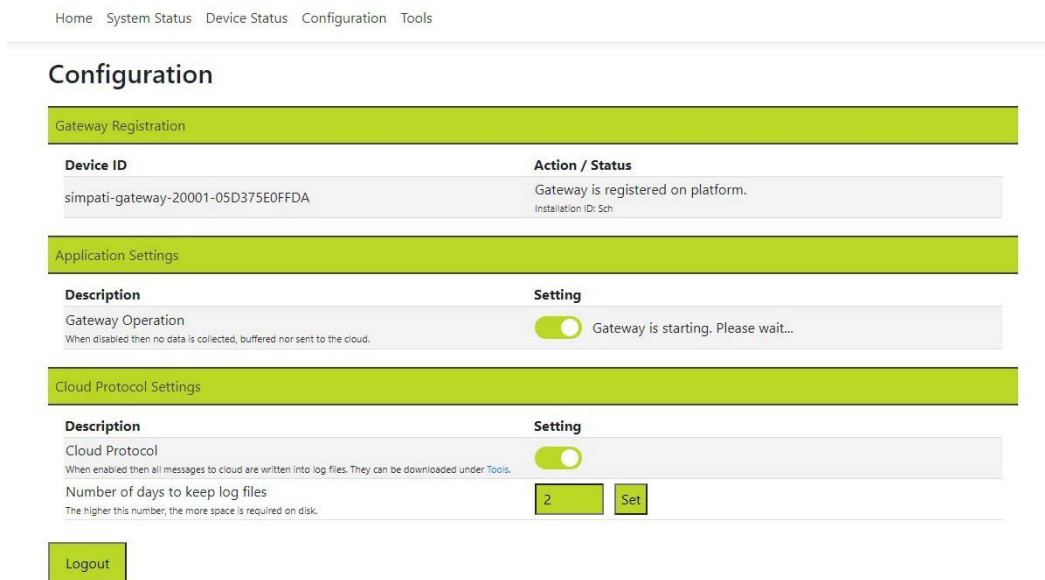 Home System Status Device Status Configuration Tools
Configuration
Gateway Registration
Device ID Action / Status
simpati-gateway-20001-05D375E0FFDA Gateway is registered on platform.
Installation ID: Sch
Application Settings
Description Setting
Gateway Operation
When disabled then no data is collected, buffered nor sent to the cloud.
Gateway is starting. Please wait...
Cloud Protocol Settings
Description Setting
Cloud Protocol
When enabled then all messages to cloud are written into log files. They can be downloaded under Tools.
Number of days to keep log files
The higher this number, the more space is required on disk.
2 Set
Logout